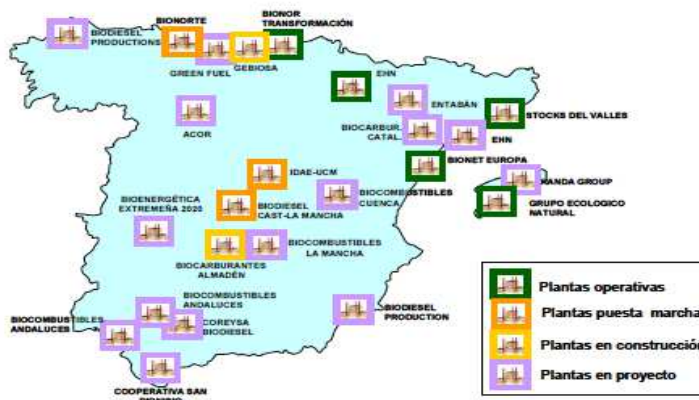 BIODIESEL
PRODUCTIONS
BIONORTE
BIONOR
TRANSFORMACIÓN
GREEN FUEL
GEBIOSA
EHN
ENTABÁN
STOCKS DEL VALLES
ACOR
BIOCARBUR.
CATAL.
EHN
BIONET EUROPA
IDAE-UCM
BIOENERGÉTICA
EXTREMEÑA 2020
BIODIESEL
CAST-LA MANCHA
BIOCOMBUSTIBLES
CUENCA
RANDA GROUP
GRUPO ECOLOGICO
NATURAL
BIOCARBURANTES
ALMADÉN
BIOCOMBUSTIBLES
LA MANCHA
BIOCOMBUSTIBLES
ANDALUCES
BIOCOMBUSTIBLES
ANDALUCES
COREYSA
BIODIESEL
BIODIESEL
PRODUCTION
COOPERATIVA SAN
Plantas operativas
Plantas puesta marcha
Plantas en construcción
Plantas en proyecto